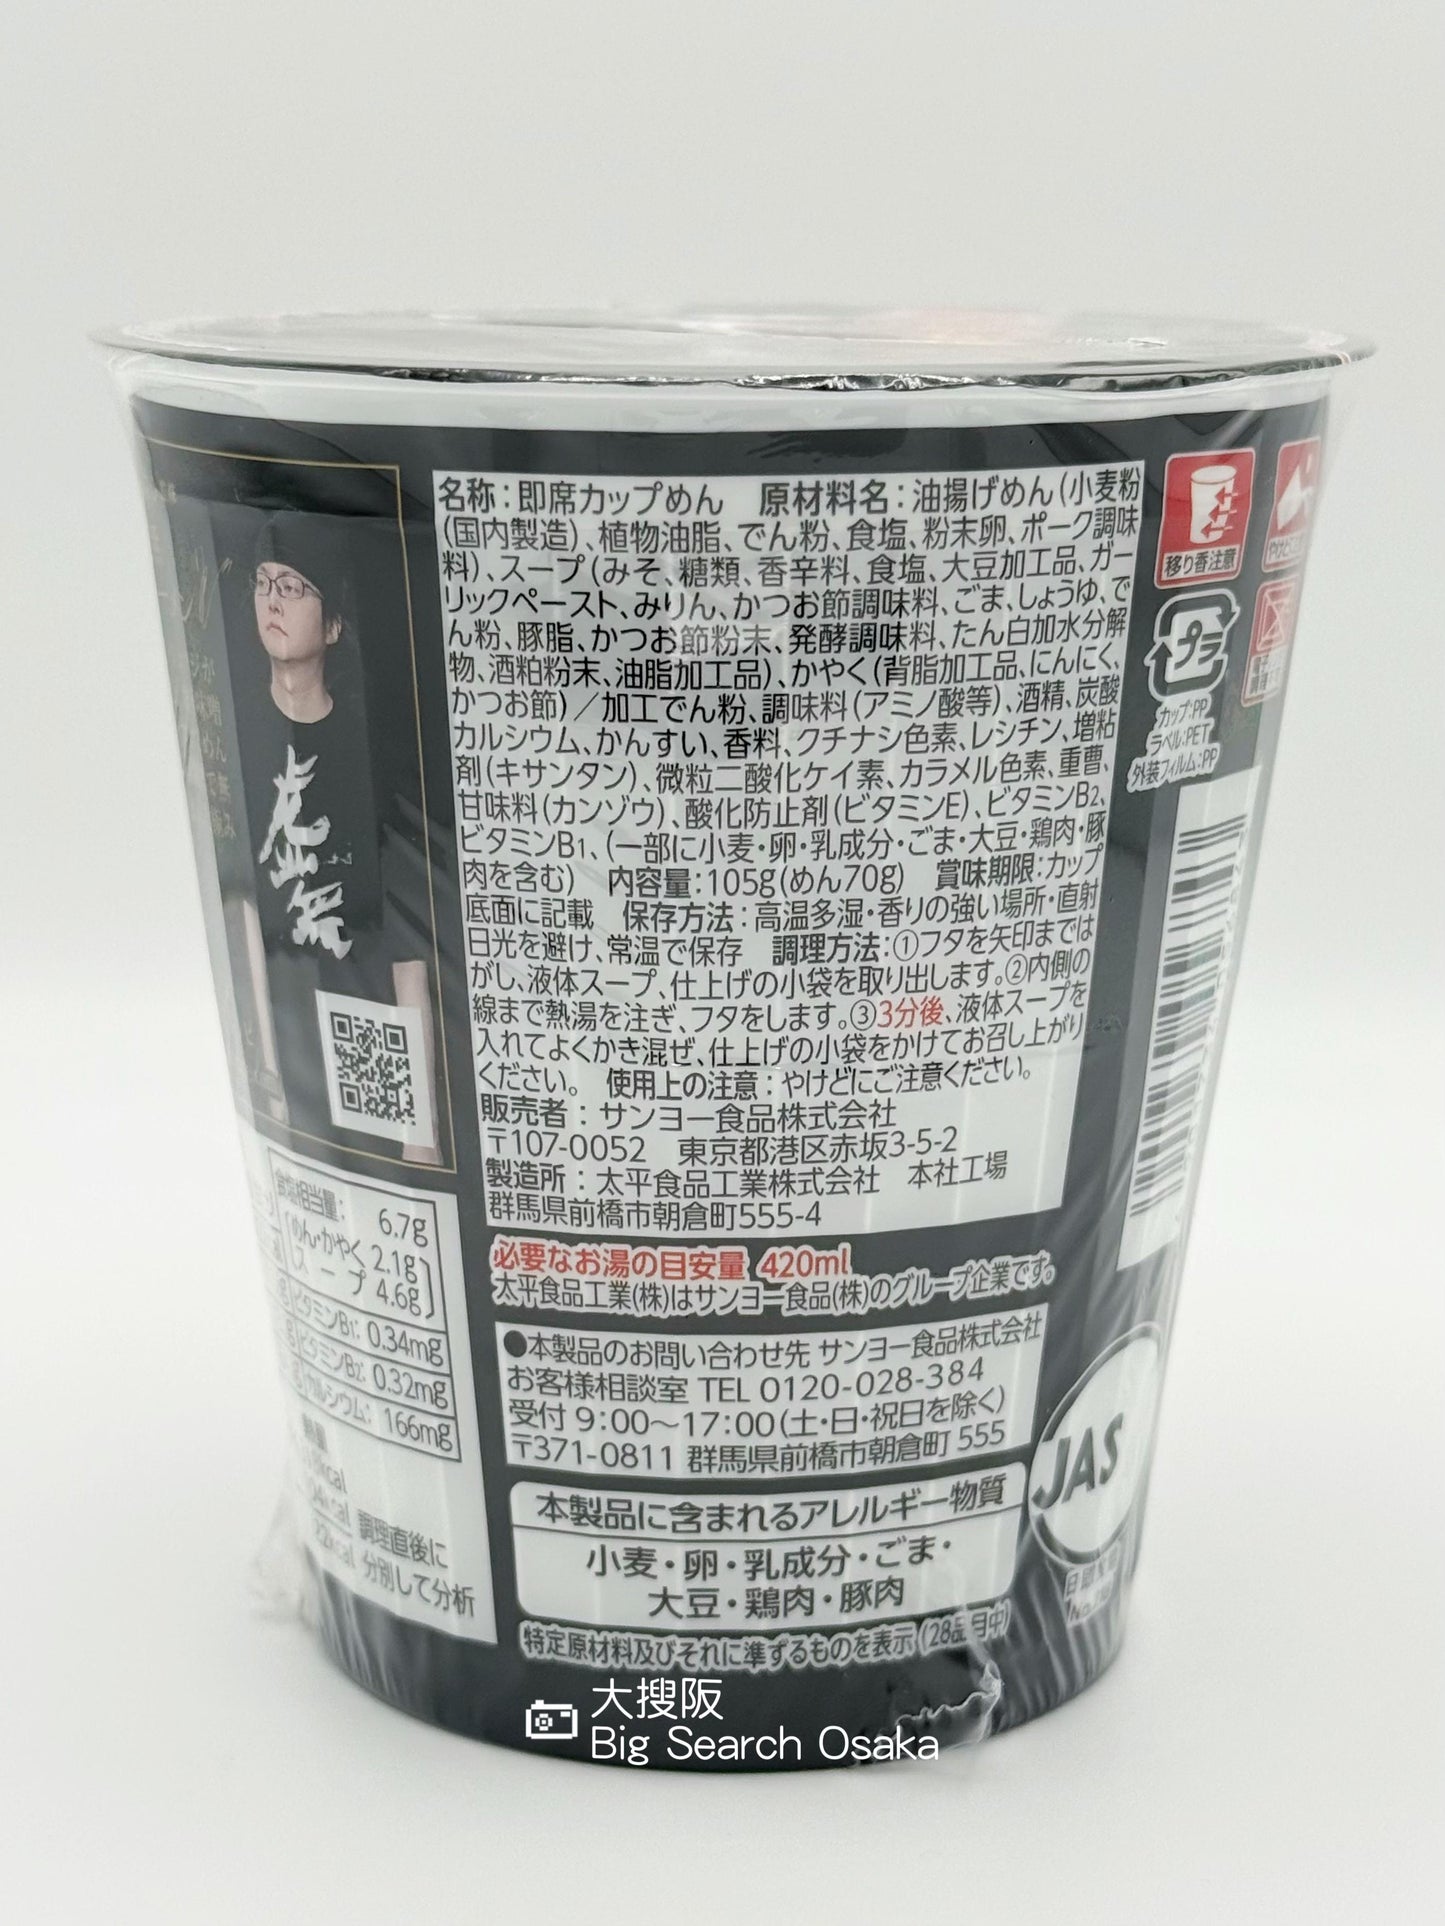 名称：即席カップめん　原材料名：油揚げめん（小麦粉
（国内製造）、植物油脂、でん粉、食塩、粉末卵、ポーク調味
料）、スープ（みそ、糖類、香辛料、食塩、大豆加工品、ガー
リックペースト、みりん、かつお節調味料、ごま、しょうゆ、で
ん粉、豚脂、かつお節粉末、発酵調味料、たん白加水分解
物、酒粕粉末、油脂加工品）、かやく（背脂加工品、にんにく、
かつお節）／加工でん粉、調味料（アミノ酸等）、酒精、炭酸
カルシウム、かんすい、香料、クチナシ色素、レシチン、増粘
剤（キサンタン）、微粒二酸化ケイ素、カラメル色素、重曹、
甘味料（カンゾウ）、酸化防止剤（ビタミンE）、ビタミンB2、
ビタミンB1、（一部に小麦・卵・乳成分・ごま・大豆・鶏肉・豚
肉を含む）　内容量：105g（めん70g）　賞味期限：カップ
底面に記載　保存方法：高温多湿・香りの強い場所・直射
日光を避け、常温で保存　調理方法：①フタを矢印までは
がし、液体スープ、仕上げの小袋を取り出します。②内側の
線まで熱湯を注ぎ、フタをします。③3分後、液体スープを
入れてよくかき混ぜ、仕上げの小袋をかけてお召し上がり
ください。　使用上の注意：やけどにご注意ください。
販売者：サンヨー食品株式会社
〒107-0052　東京都港区赤坂3-5-2
製造所：太平食品工業株式会社　本社工場
群馬県前橋市朝倉町555-4
必要なお湯の目安量 420ml
太平食品工業(株)はサンヨー食品(株)のグループ企業です。
●本製品のお問い合わせ先 サンヨー食品株式会社
お客様相談室 TEL 0120-028-384
受付 9:00～17:00（土・日・祝日を除く）
〒371-0811 群馬県前橋市朝倉町 555
本製品に含まれるアレルギー物質
小麦・卵・乳成分・ごま・
大豆・鶏肉・豚肉
特定原材料及びそれに準ずるものを表示（28品目中）
虚無
食塩相当量： 6.7g
めん・かやく 2.1g
スープ 4.6g
ビタミンB1： 0.34mg
ビタミンB2： 0.32mg
カルシウム： 166mg
熱量
調理直後に
分別して分析
移り香注意
プラ
カップ：PP
ラベル：PET
外装フィルム：PP
JAS
大搜阪
Big Search Osaka